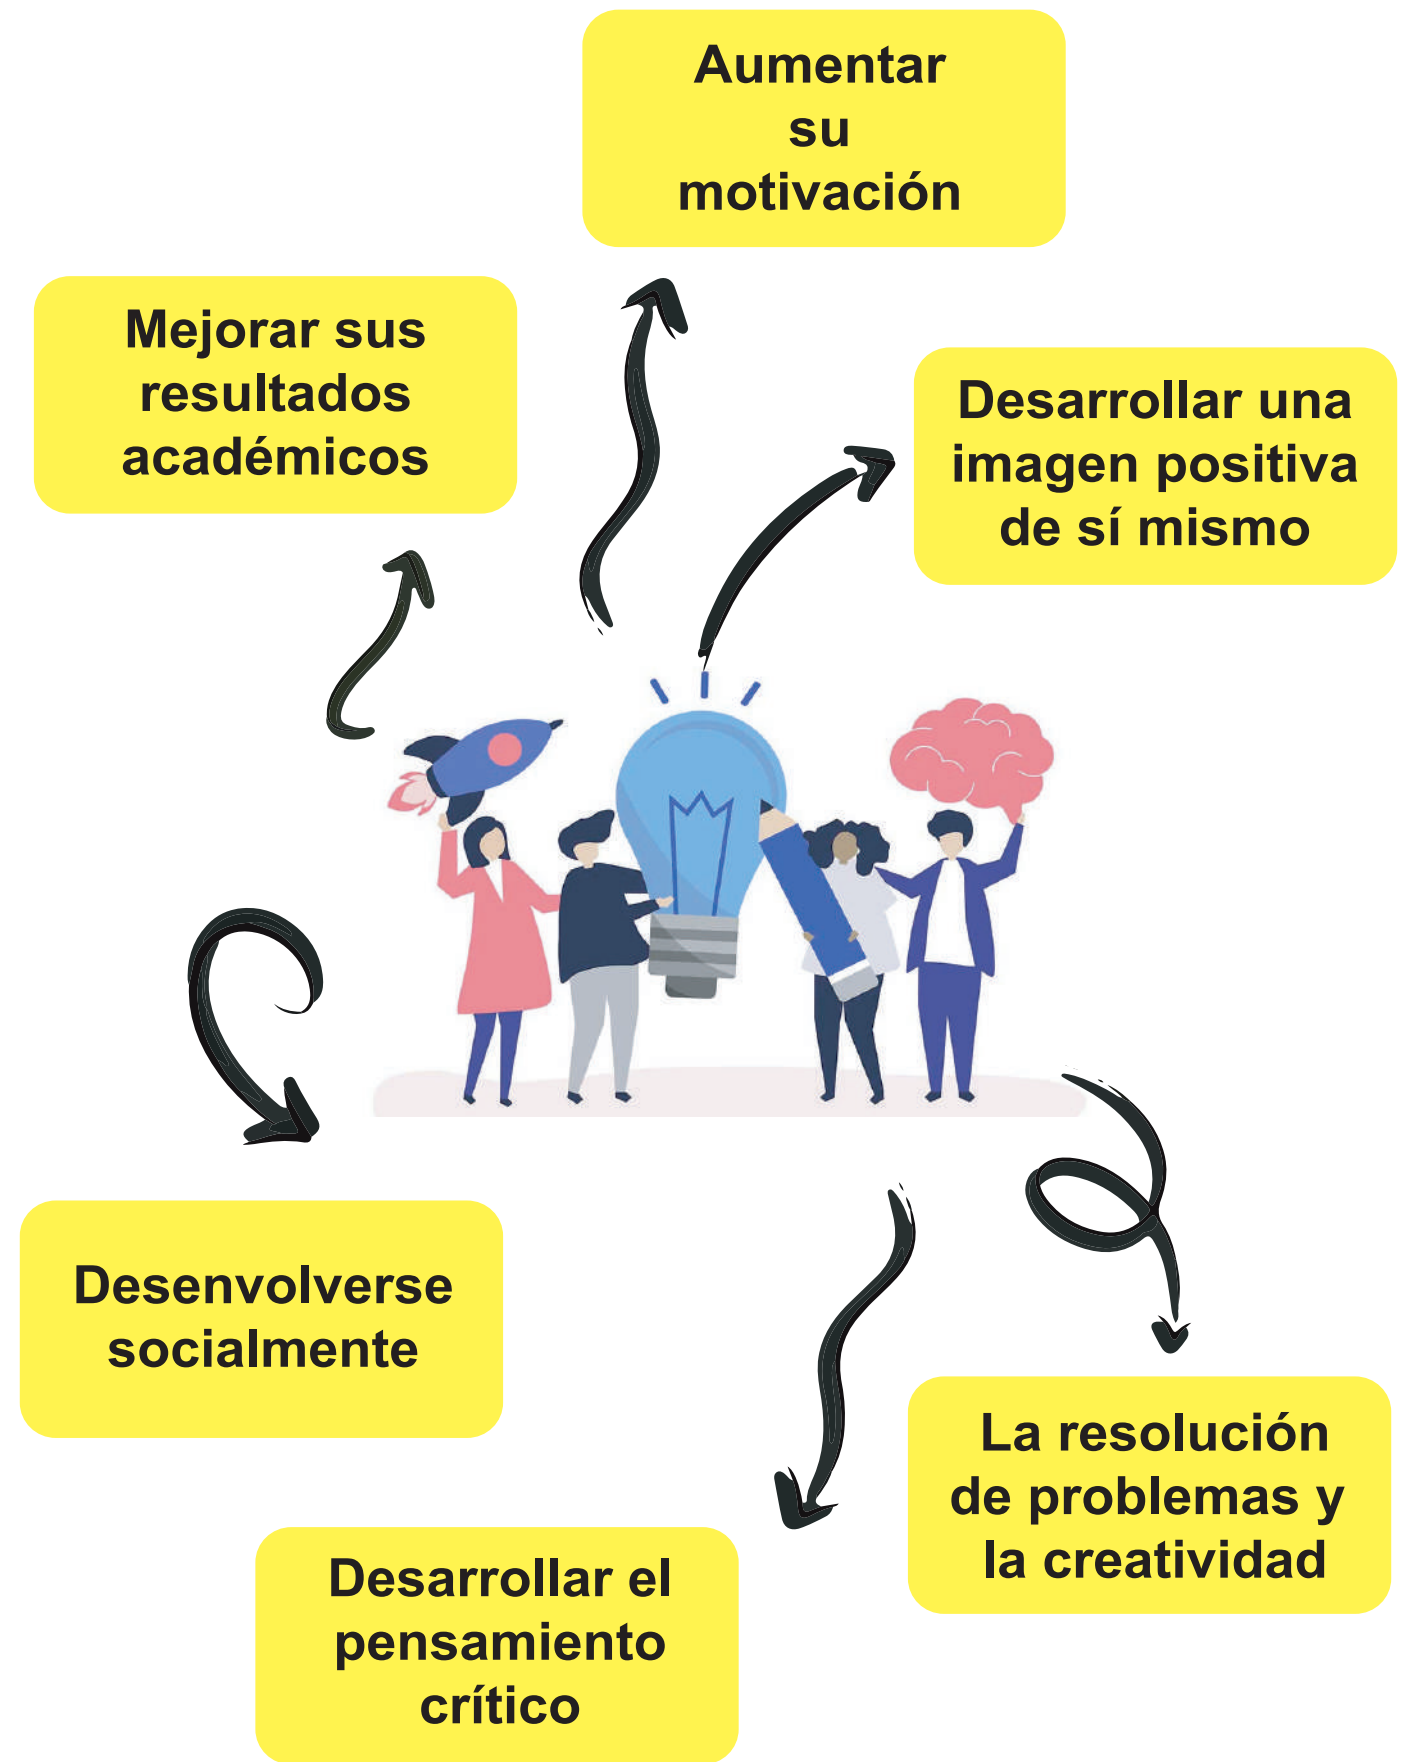 Aumentar
su
motivación
Mejorar sus
resultados
académicos
Desarrollar una
imagen positiva
de sí mismo
Desenvolverse
socialmente
La resolución
de problemas y
la creatividad
Desarrollar el
pensamiento
crítico